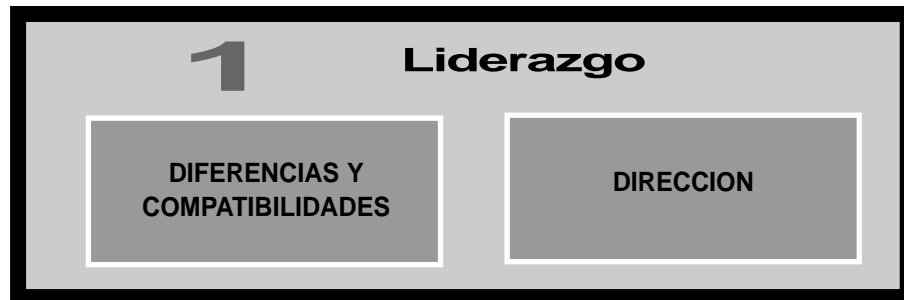 1 Liderazgo
DIFERENCIAS Y
COMPATIBILIDADES
DIRECCION